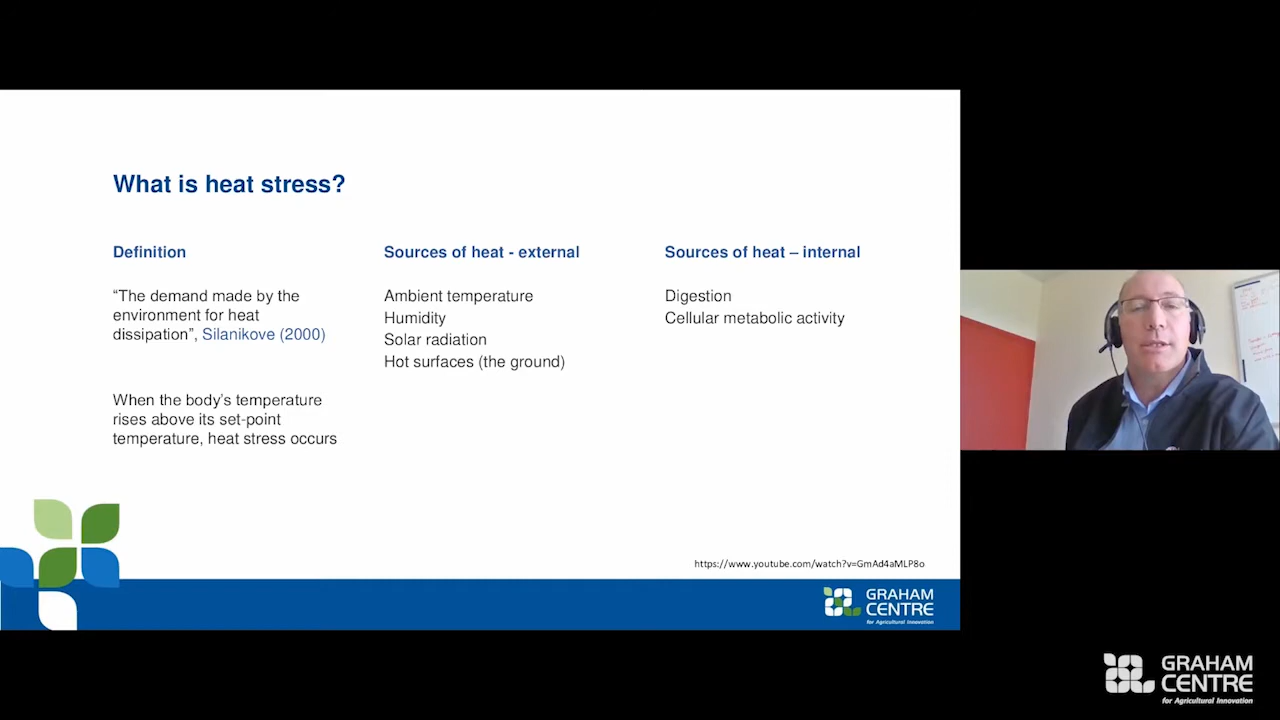 What is heat stress?
Definition
“The demand made by the
environment for heat
dissipation”, Silanikove (2000)
When the body’s temperature
rises above its set-point
temperature, heat stress occurs
Sources of heat - external
Ambient temperature
Humidity
Solar radiation
Hot surfaces (the ground)
Sources of heat – internal
Digestion
Cellular metabolic activity
https://www.youtube.com/watch?v=GmAd4aMLP8o
GRAHAM
CENTRE
for Agricultural Innovation
GRAHAM
CENTRE
for Agricultural Innovation